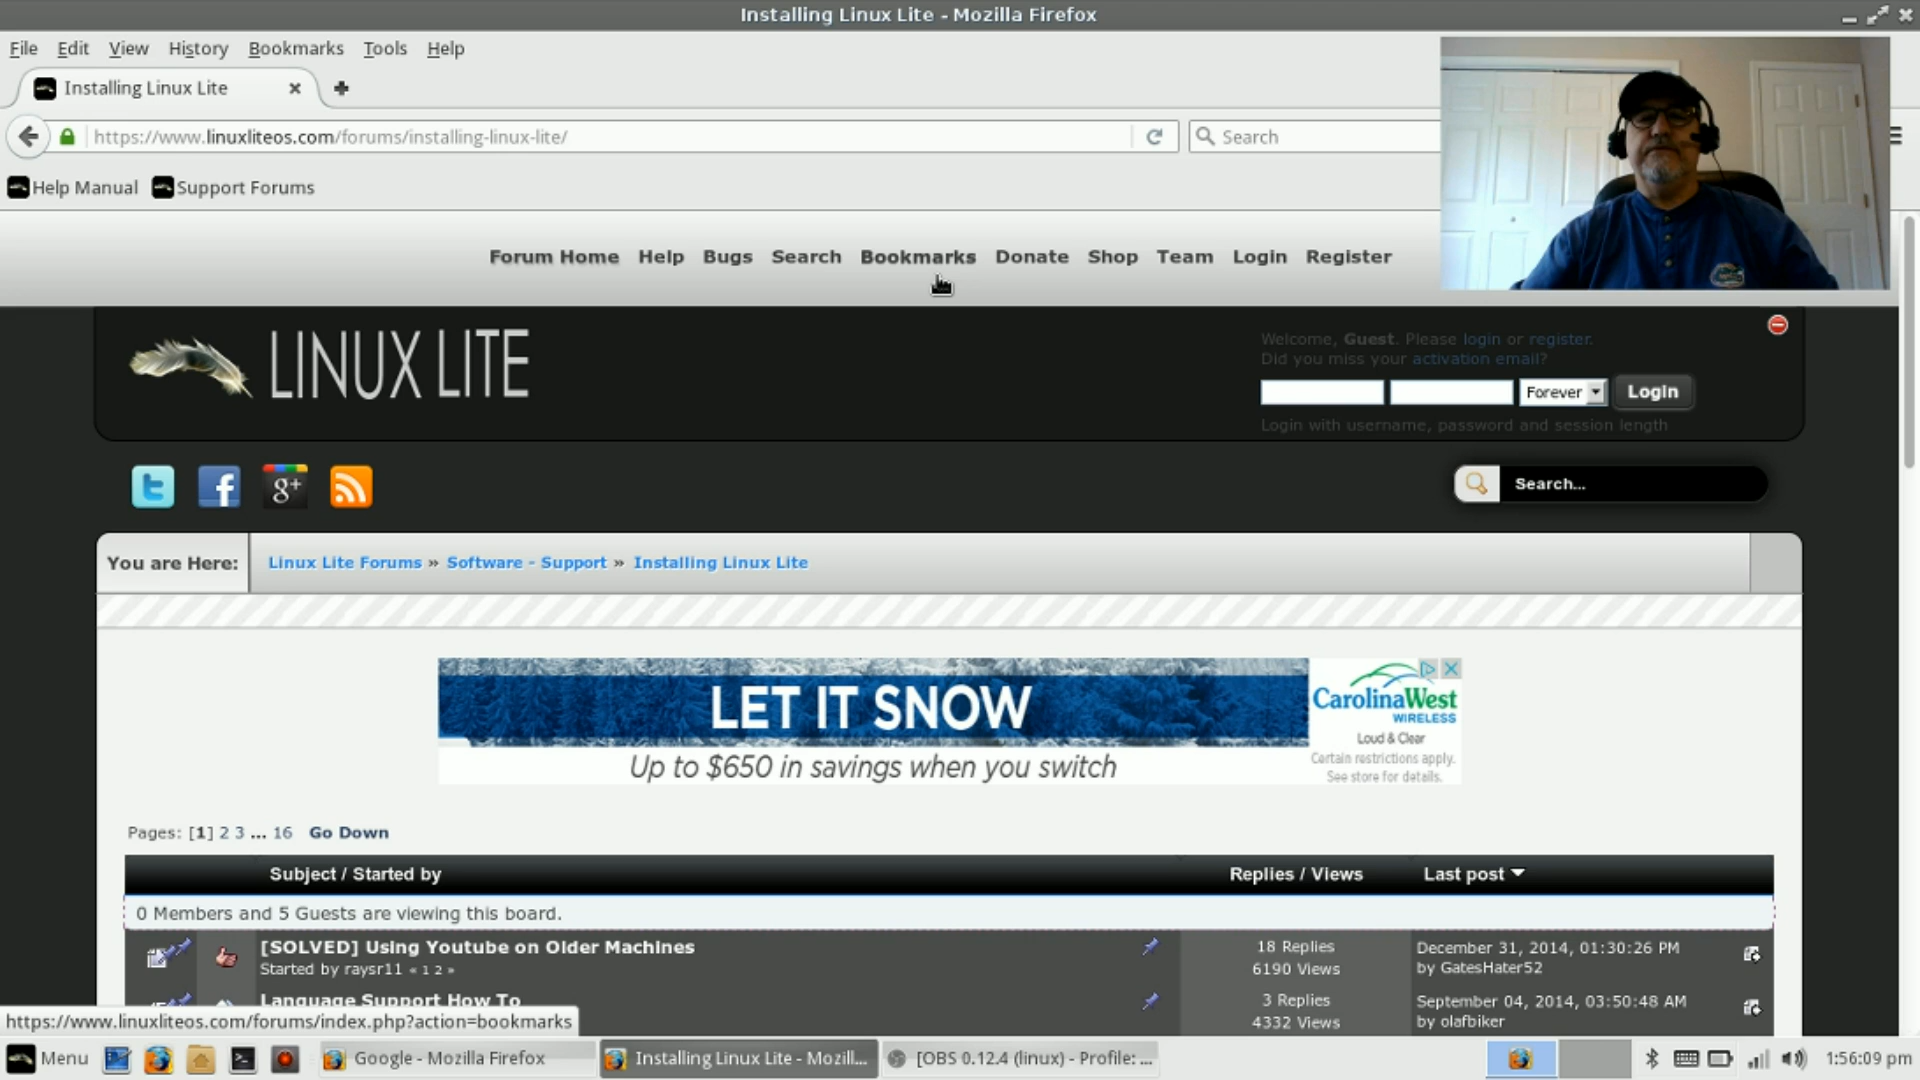 Installing Linux Lite - Mozilla Firefox
File Edit View History Bookmarks Tools Help
Installing Linux Lite
https://www.linuxliteos.com/forums/installing-linux-lite/
Search
Help Manual Support Forums
Forum Home Help Bugs Search Bookmarks Donate Shop Team Login Register
LINUX LITE
Welcome, Guest. Please login or register.
Did you miss your activation email?
Forever Login
Login with username, password and session length
Search...
You are Here: Linux Lite Forums » Software - Support » Installing Linux Lite
LET IT SNOW
Up to $650 in savings when you switch
CarolinaWest
WIRELESS
Loud & Clear
Certain restrictions apply.
See store for details.
Pages: [1] 2 3 ... 16 Go Down
Subject / Started by Replies / Views Last post
0 Members and 5 Guests are viewing this board.
[SOLVED] Using Youtube on Older Machines
Started by raysr11 « 1 2 »
18 Replies
6190 Views
December 31, 2014, 01:30:26 PM
by GatesHater52
Language Support How To
3 Replies
4332 Views
September 04, 2014, 03:50:48 AM
by olafbiker
https://www.linuxliteos.com/forums/index.php?action=bookmarks
Menu Google - Mozilla Firefox Installing Linux Lite - Mozill... [OBS 0.12.4 (linux) - Profile: ... 1:56:09 pm